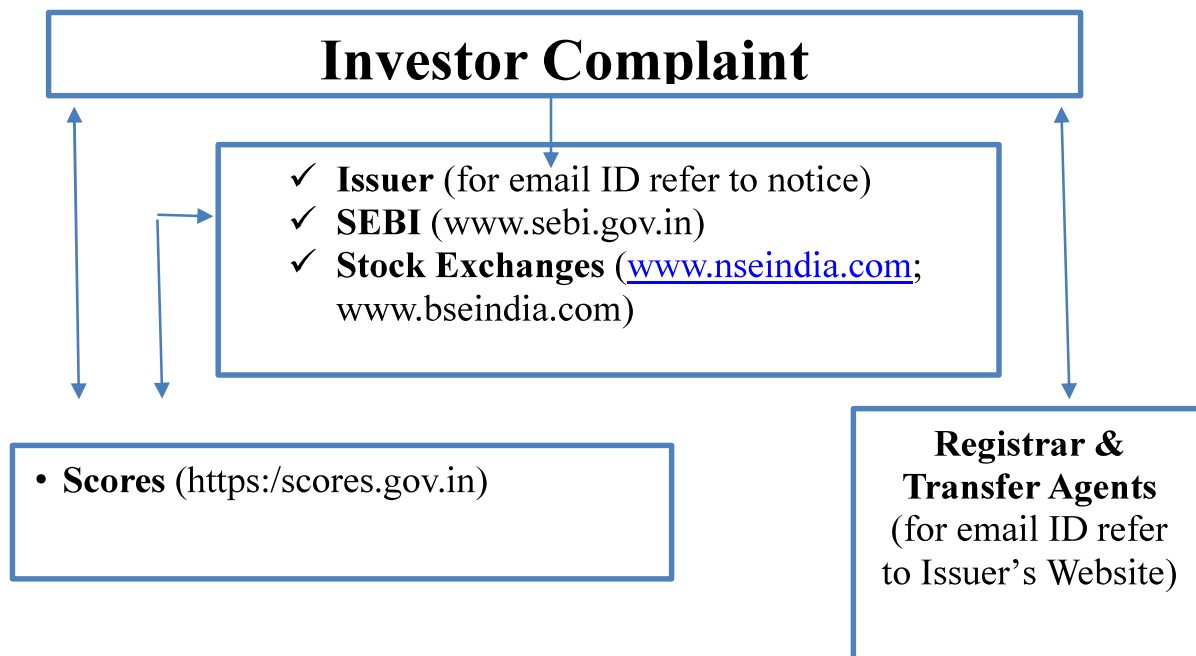 Investor Complaint
✓ Issuer (for email ID refer to notice)
✓ SEBI (www.sebi.gov.in)
✓ Stock Exchanges (www.nseindia.com;
www.bseindia.com)
• Scores (https:/scores.gov.in)
Registrar &
Transfer Agents
(for email ID refer
to Issuer’s Website)